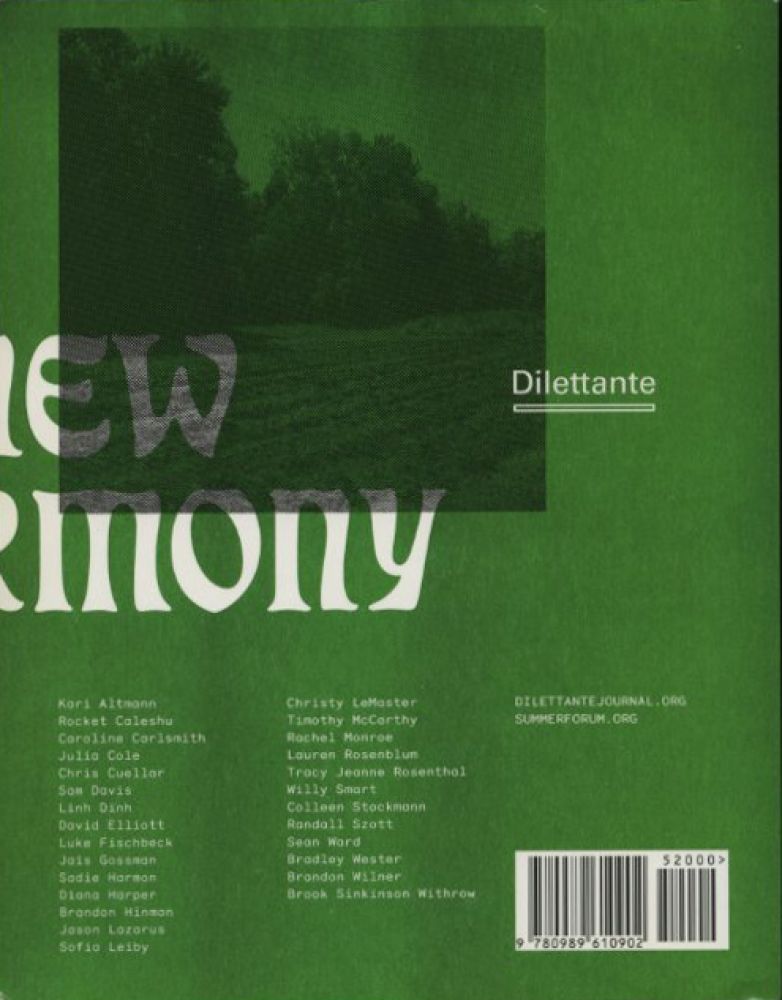 NEW
RMONY
Dilettante
Kari Altmann
Rocket Caleshu
Caroline Carlsmith
Julia Cole
Chris Cuellar
Sam Davis
Linh Dinh
David Elliott
Luke Fischbeck
Jais Gossman
Sadie Harmon
Diana Harper
Brandon Hinman
Jason Lazarus
Sofia Leiby
Christy LeMaster
Timothy McCarthy
Rachel Monroe
Lauren Rosenblum
Tracy Jeanne Rosenthal
Willy Smart
Colleen Stockmann
Randall Szott
Sean Ward
Bradley Wester
Brandon Wilner
Brook Sinkinson Withrow
DILETTANTEJOURNAL.ORG
SUMMERFORUM.ORG
52000>
9 780989 610902